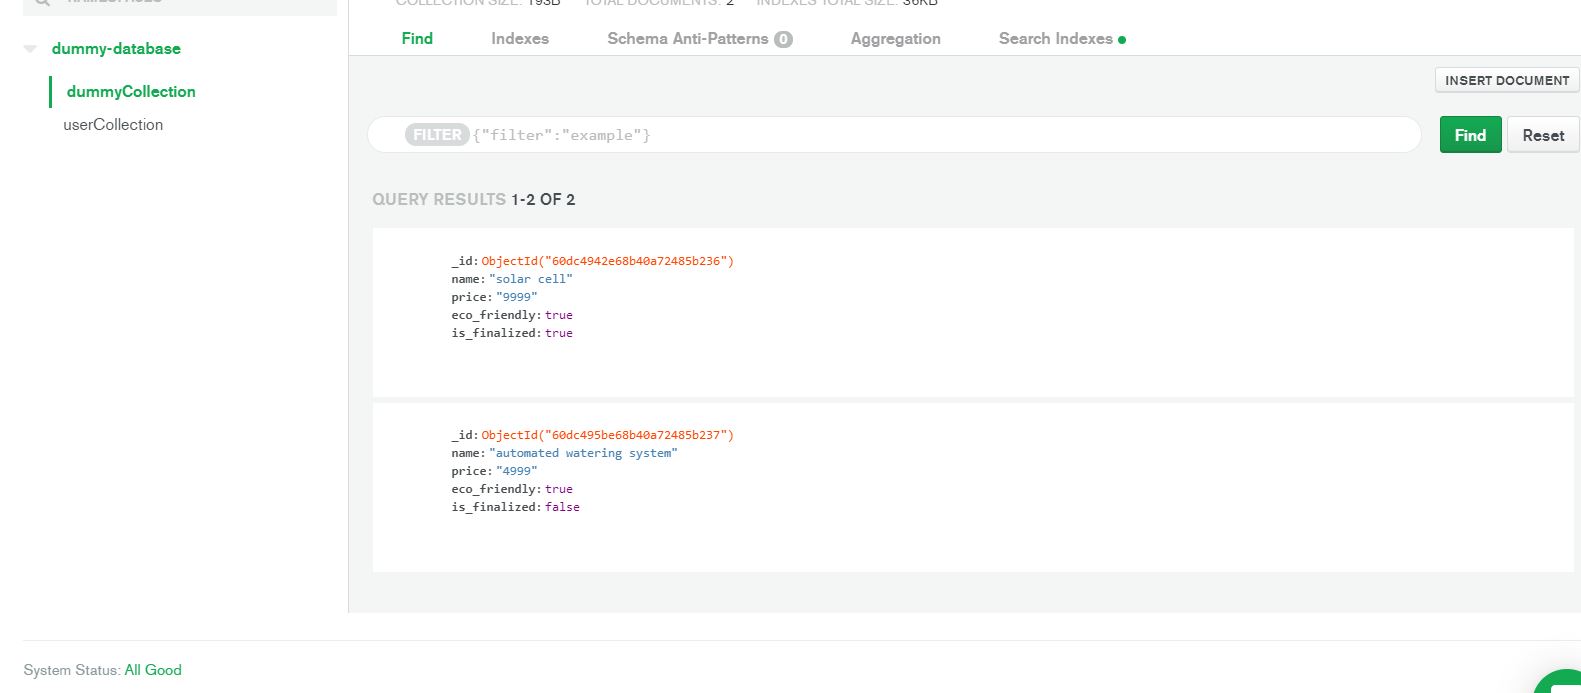 COLLECTION SIZE: 193B TOTAL DOCUMENTS: 2 INDEXES TOTAL SIZE: 36KB
NAMESPACES
dummy-database
dummyCollection
userCollection
Find Indexes Schema Anti-Patterns 0 Aggregation Search Indexes
INSERT DOCUMENT
FILTER {"filter":"example"} Find Reset
QUERY RESULTS 1-2 OF 2
_id: ObjectId("60dc4942e68b40a72485b236")
name: "solar cell"
price: "9999"
eco_friendly: true
is_finalized: true
_id: ObjectId("60dc495be68b40a72485b237")
name: "automated watering system"
price: "4999"
eco_friendly: true
is_finalized: false
System Status: All Good